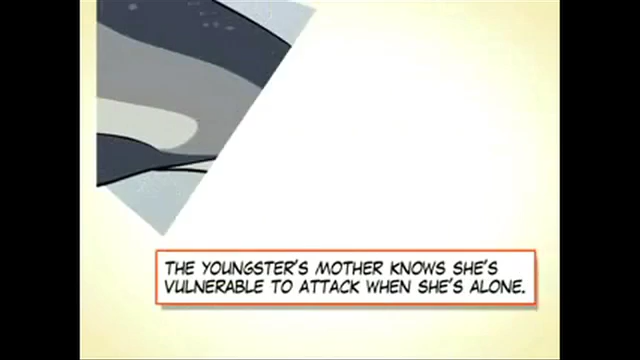 THE YOUNGSTER'S MOTHER KNOWS SHE'S
VULNERABLE TO ATTACK WHEN SHE'S ALONE.